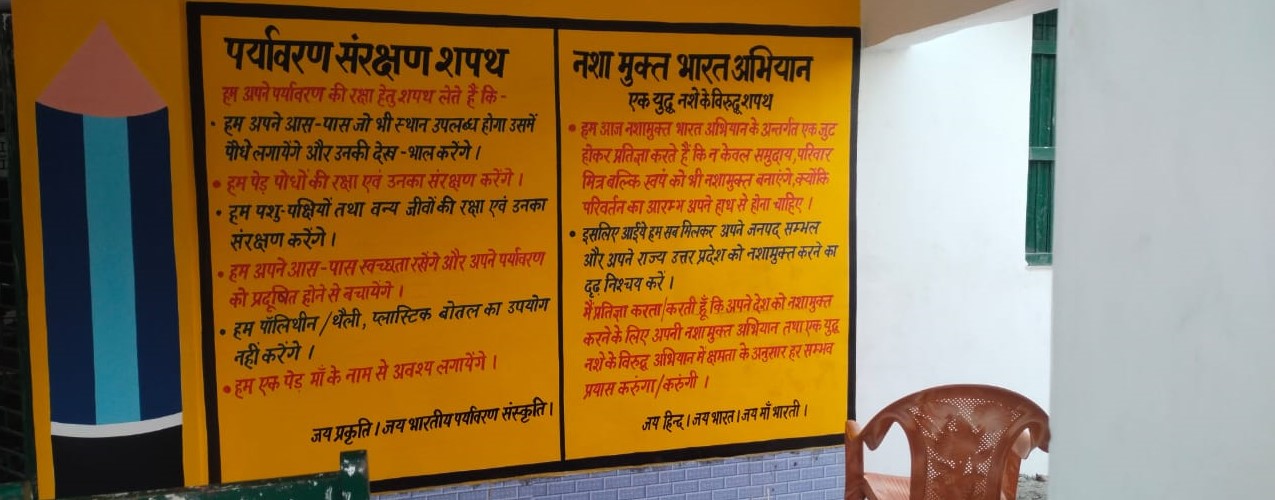 पर्यावरण संरक्षण शपथ
हम अपने पर्यावरण की रक्षा हेतु शपथ लेते हैं कि -
• हम अपने आस-पास जो भी स्थान उपलब्ध होगा उसमें
पौधे लगायेंगे और उनकी देख-भाल करेंगे।
• हम पेड़ पोधों की रक्षा एवं उनका संरक्षण करेंगे।
• हम पशु-पक्षियों तथा वन्य जीवों की रक्षा एवं उनका
संरक्षण करेंगे।
• हम अपने आस-पास स्वच्छता रखेंगे और अपने पर्यावरण
को प्रदूषित होने से बचायेंगे।
• हम पॉलिथीन/थैली, प्लास्टिक बोतल का उपयोग
नहीं करेंगे।
• हम एक पेड़ माँ के नाम से अवश्य लगायेंगे।
जय प्रकृति। जय भारतीय पर्यावरण संस्कृति।
नशा मुक्त भारत अभियान
एक युद्ध नशे के विरुद्ध शपथ
• हम आज नशामुक्त भारत अभियान के अन्तर्गत एक जुट
होकर प्रतिज्ञा करते हैं कि न केवल समुदाय, परिवार
मित्र बल्कि स्वयं को भी नशामुक्त बनाएंगे, क्योंकि
परिवर्तन का आरम्भ अपने हाथ से होना चाहिए।
• इसलिए आईये हम सब मिलकर अपने जनपद सम्भल
और अपने राज्य उत्तर प्रदेश को नशामुक्त करने का
दृढ़ निश्चय करें।
मैं प्रतिज्ञा करता/करती हूँ कि अपने देश को नशामुक्त
करने के लिए अपनी नशा मुक्त अभियान तथा एक युद्ध
नशे के विरुद्ध अभियान में क्षमता के अनुसार हर सम्भव
प्रयास करुंगा/करुंगी।
जय हिन्द। जय भारत। जय माँ भारती।